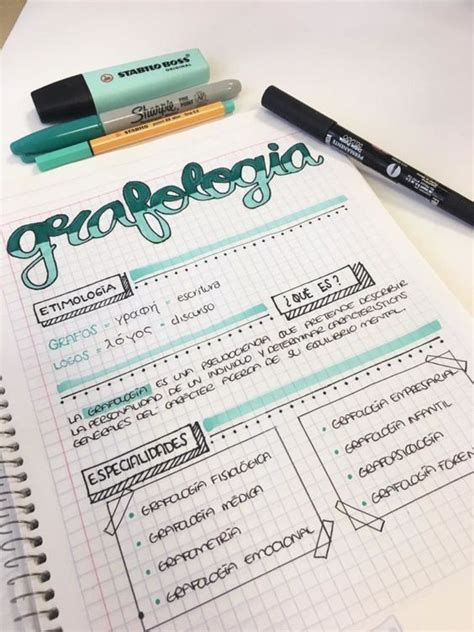 STABILO BOSS
ORIGINAL
Sharpie
STABILO
PERMANENTE
grafologia
ETIMOLOGÍA
GRAFOS = γραφή = escritura
LOGOS = λόγος = discurso
¿QUÉ ES?
LA GRAFOLOGÍA ES UNA PSEUDOCIENCIA QUE PRETENDE DESCRIBIR
LA PERSONALIDAD DE UN INDIVIDUO Y DETERMINAR CARACTERÍSTICAS
GENERALES DEL CARÁCTER ACERCA DE SU EQUILIBRIO MENTAL.
ESPECIALIDADES
• GRAFOLOGÍA FISIOLÓGICA
• GRAFOLOGÍA MÉDICA
• GRAFOMETRÍA
• GRAFOLOGÍA EMOCIONAL
• GRAFOLOGÍA EMPRESARIAL
• GRAFOLOGÍA INFANTIL
• GRAFOPSICOLOGÍA
• GRAFOLOGÍA FOREN